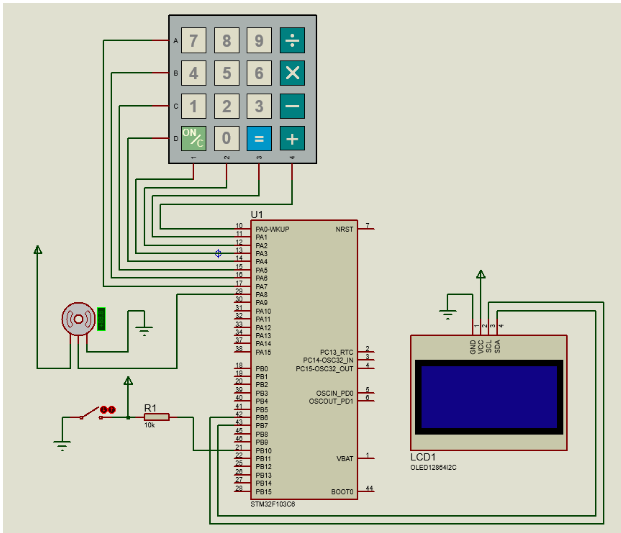 A 7 8 9 ÷
B 4 5 6 ×
C 1 2 3 −
D ON/C 0 = +
1 2 3 4
U1
10 PA0-WKUP NRST 7
11 PA1
12 PA2
13 PA3
14 PA4
15 PA5
16 PA6
17 PA7
29 PA8
30 PA9
31 PA10
32 PA11
33 PA12
34 PA13
37 PA14
38 PA15
PC13_RTC 2
PC14-OSC32_IN 3
PC15-OSC32_OUT 4
18 PB0
19 PB1
20 PB2
39 PB3
40 PB4
41 PB5
42 PB6
43 PB7
45 PB8
46 PB9
21 PB10
22 PB11
25 PB12
26 PB13
27 PB14
28 PB15
OSCIN_PD0 5
OSCOUT_PD1 6
VBAT 1
BOOT0 44
STM32F103C6
R1
10k
GND VCC SCL SDA
1 2 3 4
LCD1
OLED12864I2C